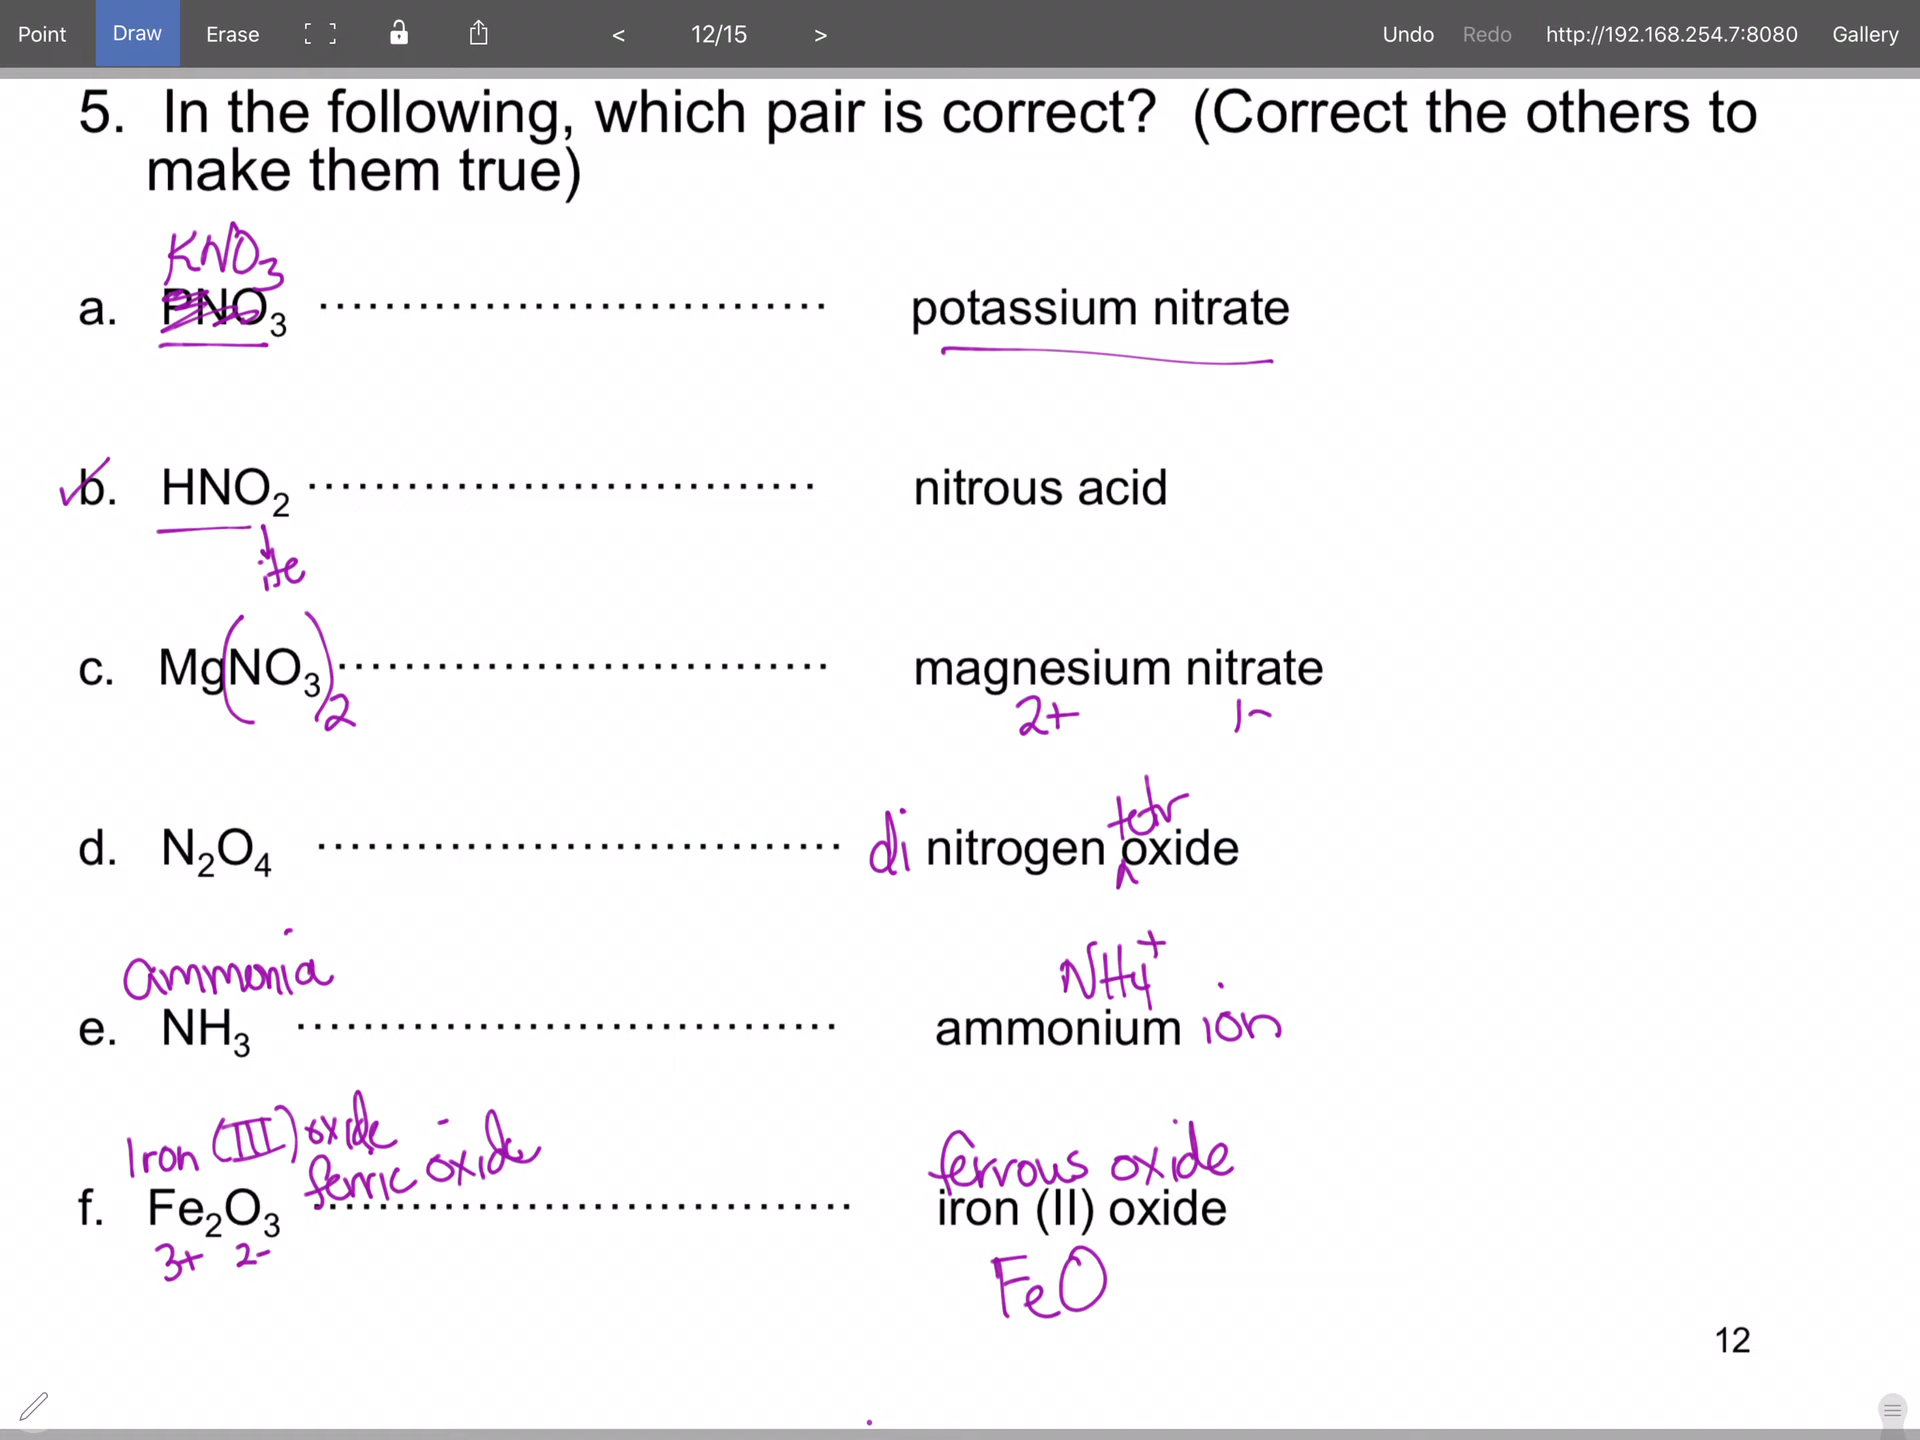 Point Draw Erase < 12/15 > Undo Redo http://192.168.254.7:8080 Gallery
5. In the following, which pair is correct? (Correct the others to
make them true)
KNO3
a. PNO3 .............................. potassium nitrate
b. HNO2 .............................. nitrous acid
ite
c. Mg(NO3)2 .............................. magnesium nitrate
2+ 1-
tetr
d. N2O4 .............................. di nitrogen oxide
ammonia NH4+
e. NH3 .............................. ammonium ion
Iron (III) oxide
ferric oxide ferrous oxide
f. Fe2O3 .............................. iron (II) oxide
3+ 2-
FeO
12